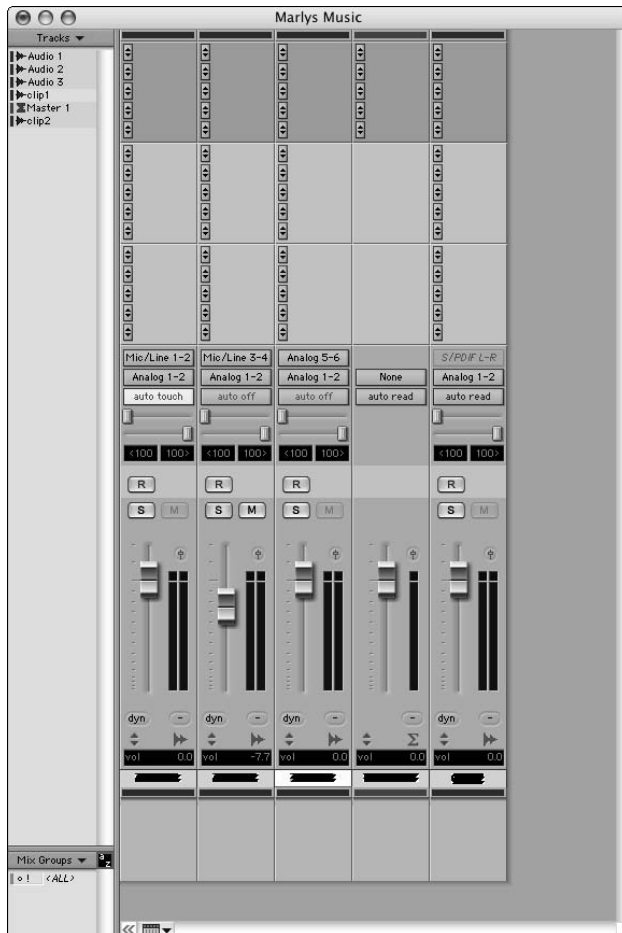 Marlys Music
Tracks
Audio 1
Audio 2
Audio 3
clip1
Master 1
clip2
Mic/Line 1-2 Mic/Line 3-4 Analog 5-6 S/PDIF L-R
Analog 1-2 Analog 1-2 Analog 1-2 None Analog 1-2
auto touch auto off auto off auto read auto read
<100 100> <100 100> <100 100> <100 100>
R R R R
S M S M S M S M
dyn - dyn - dyn - - dyn -
Σ
vol 0.0 vol -7.7 vol 0.0 vol 0.0 vol 0.0
Mix Groups a z
o ! <ALL>